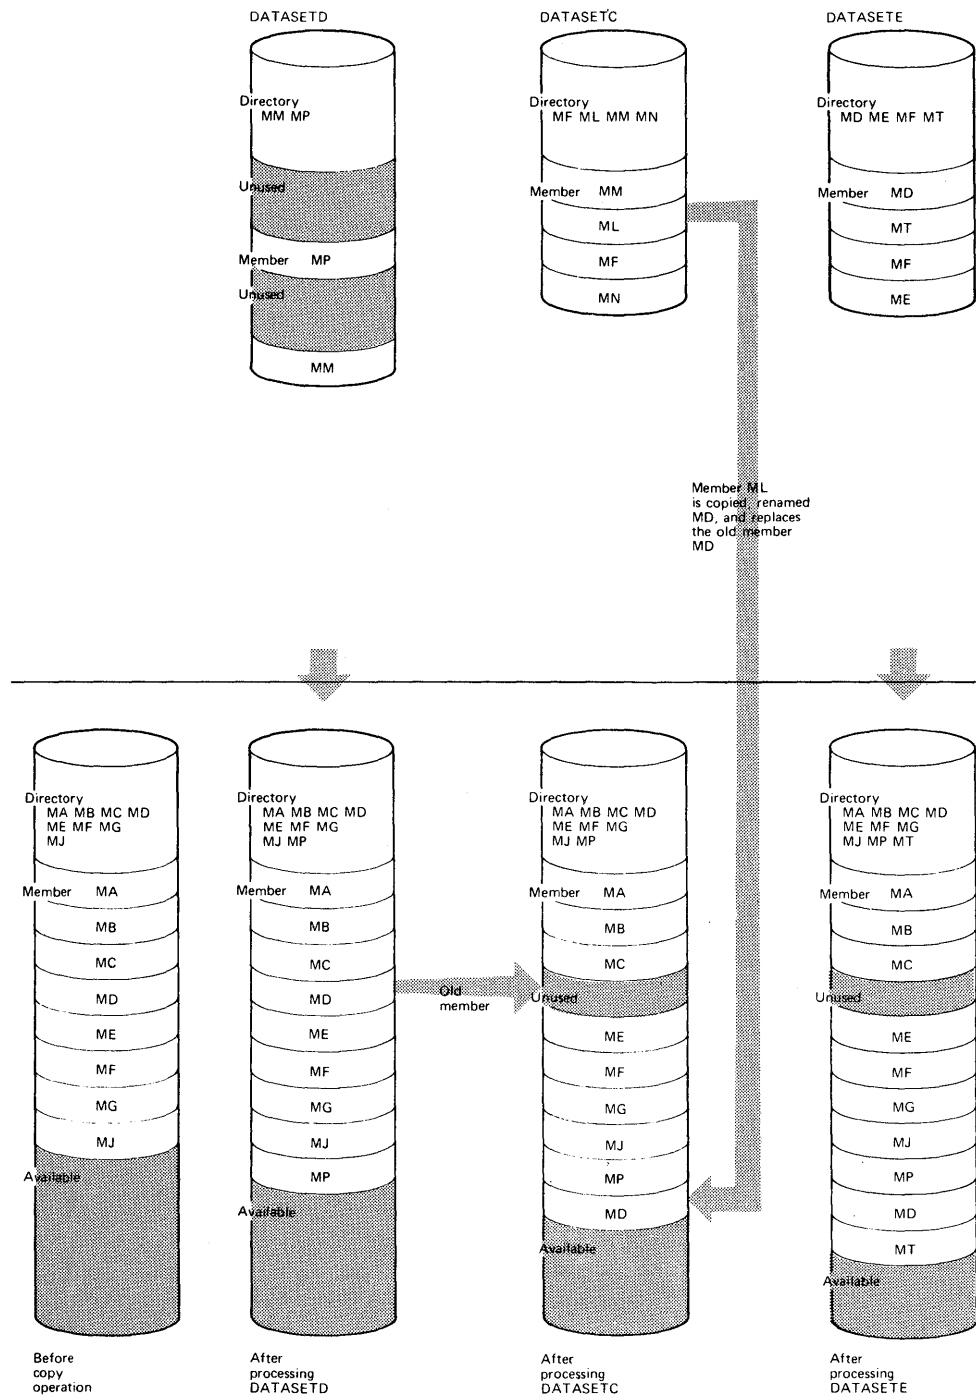 DATASETD
Directory
MM MP
Unused
Member MP
Unused
MM
DATASETC
Directory
MF ML MM MN
Member MM
ML
MF
MN
DATASETE
Directory
MD ME MF MT
Member MD
MT
MF
ME
Member ML
is copied, renamed
MD, and replaces
the old member
MD
Directory
MA MB MC MD
ME MF MG
MJ
Member MA
MB
MC
MD
ME
MF
MG
MJ
Available
Before
copy
operation
Directory
MA MB MC MD
ME MF MG
MJ MP
Member MA
MB
MC
MD
ME
MF
MG
MJ
MP
Available
After
processing
DATASETD
Old
member
Directory
MA MB MC MD
ME MF MG
MJ MP
Member MA
MB
MC
Unused
ME
MF
MG
MJ
MP
MD
Available
After
processing
DATASETC
Directory
MA MB MC MD
ME MF MG
MJ MP MT
Member MA
MB
MC
Unused
ME
MF
MG
MJ
MP
MD
MT
Available
After
processing
DATASETE